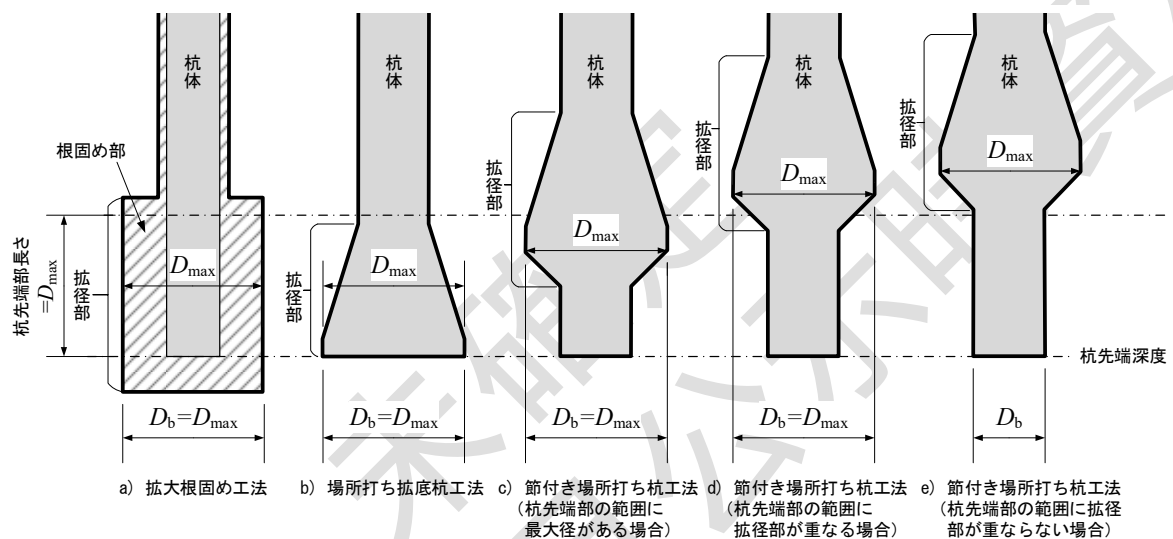 杭体
杭体
杭体
杭体
杭体
根固め部
杭先端部長さ
=Dmax
拡径部
拡径部
拡径部
拡径部
拡径部
Dmax
Dmax
Dmax
Dmax
Dmax
杭先端深度
Db=Dmax
Db=Dmax
Db=Dmax
Db=Dmax
Db
a) 拡大根固め工法
b) 場所打ち拡底杭工法
c) 節付き場所打ち杭工法
(杭先端部の範囲に
最大径がある場合)
d) 節付き場所打ち杭工法
(杭先端部の範囲に
拡径部が重なる場合)
e) 節付き場所打ち杭工法
(杭先端部の範囲に拡径
部が重ならない場合)
未確定
公示時資